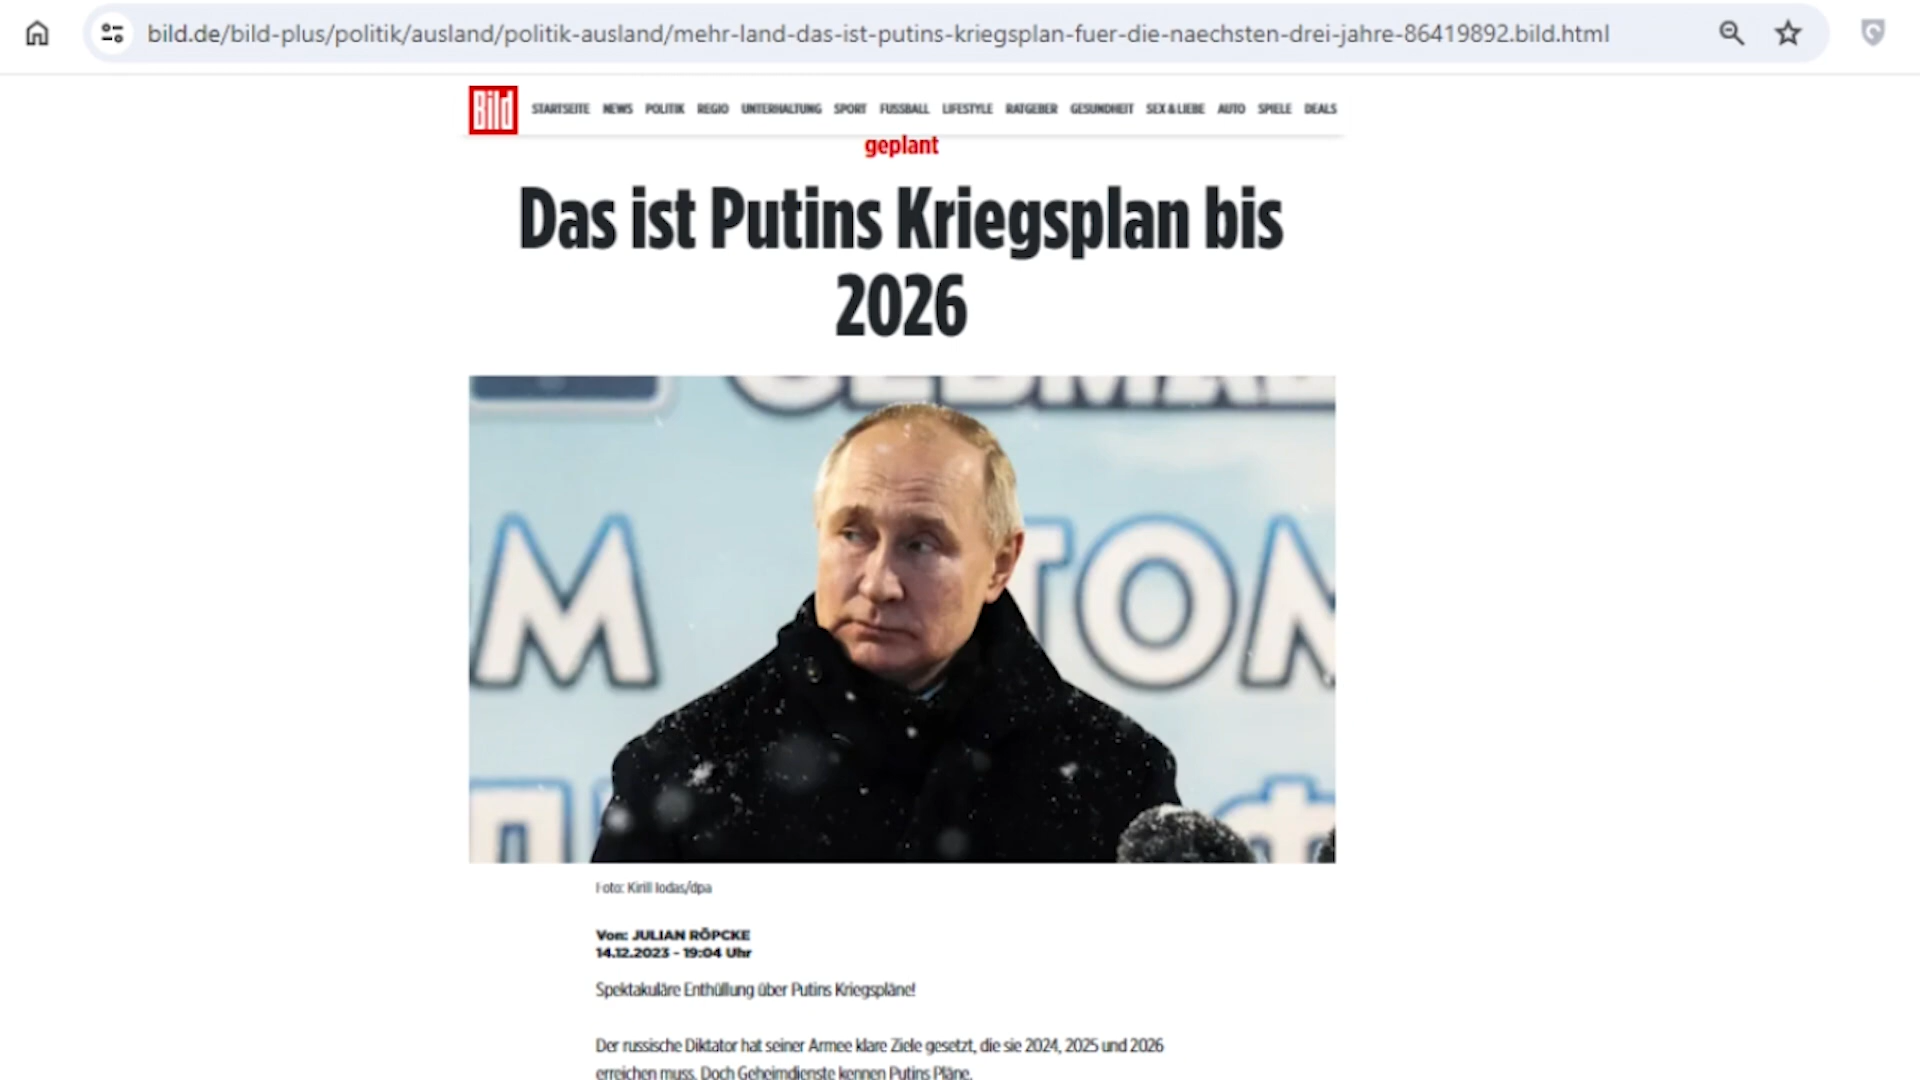 bild.de/bild-plus/politik/ausland/politik-ausland/mehr-land-das-ist-putins-kriegsplan-fuer-die-naechsten-drei-jahre-86419892.bild.html
Bild STARTSEITE NEWS POLITIK REGIO UNTERHALTUNG SPORT FUSSBALL LIFESTYLE RATGEBER GESUNDHEIT SEX & LIEBE AUTO SPIELE DEALS
geplant
Das ist Putins Kriegsplan bis
2026
М ТОМ
Foto: Kirill Iodas/dpa
Von: JULIAN RÖPCKE
14.12.2023 - 19:04 Uhr
Spektakuläre Enthüllung über Putins Kriegspläne!
Der russische Diktator hat seiner Armee klare Ziele gesetzt, die sie 2024, 2025 und 2026
erreichen muss. Doch Geheimdienste kennen Putins Pläne.